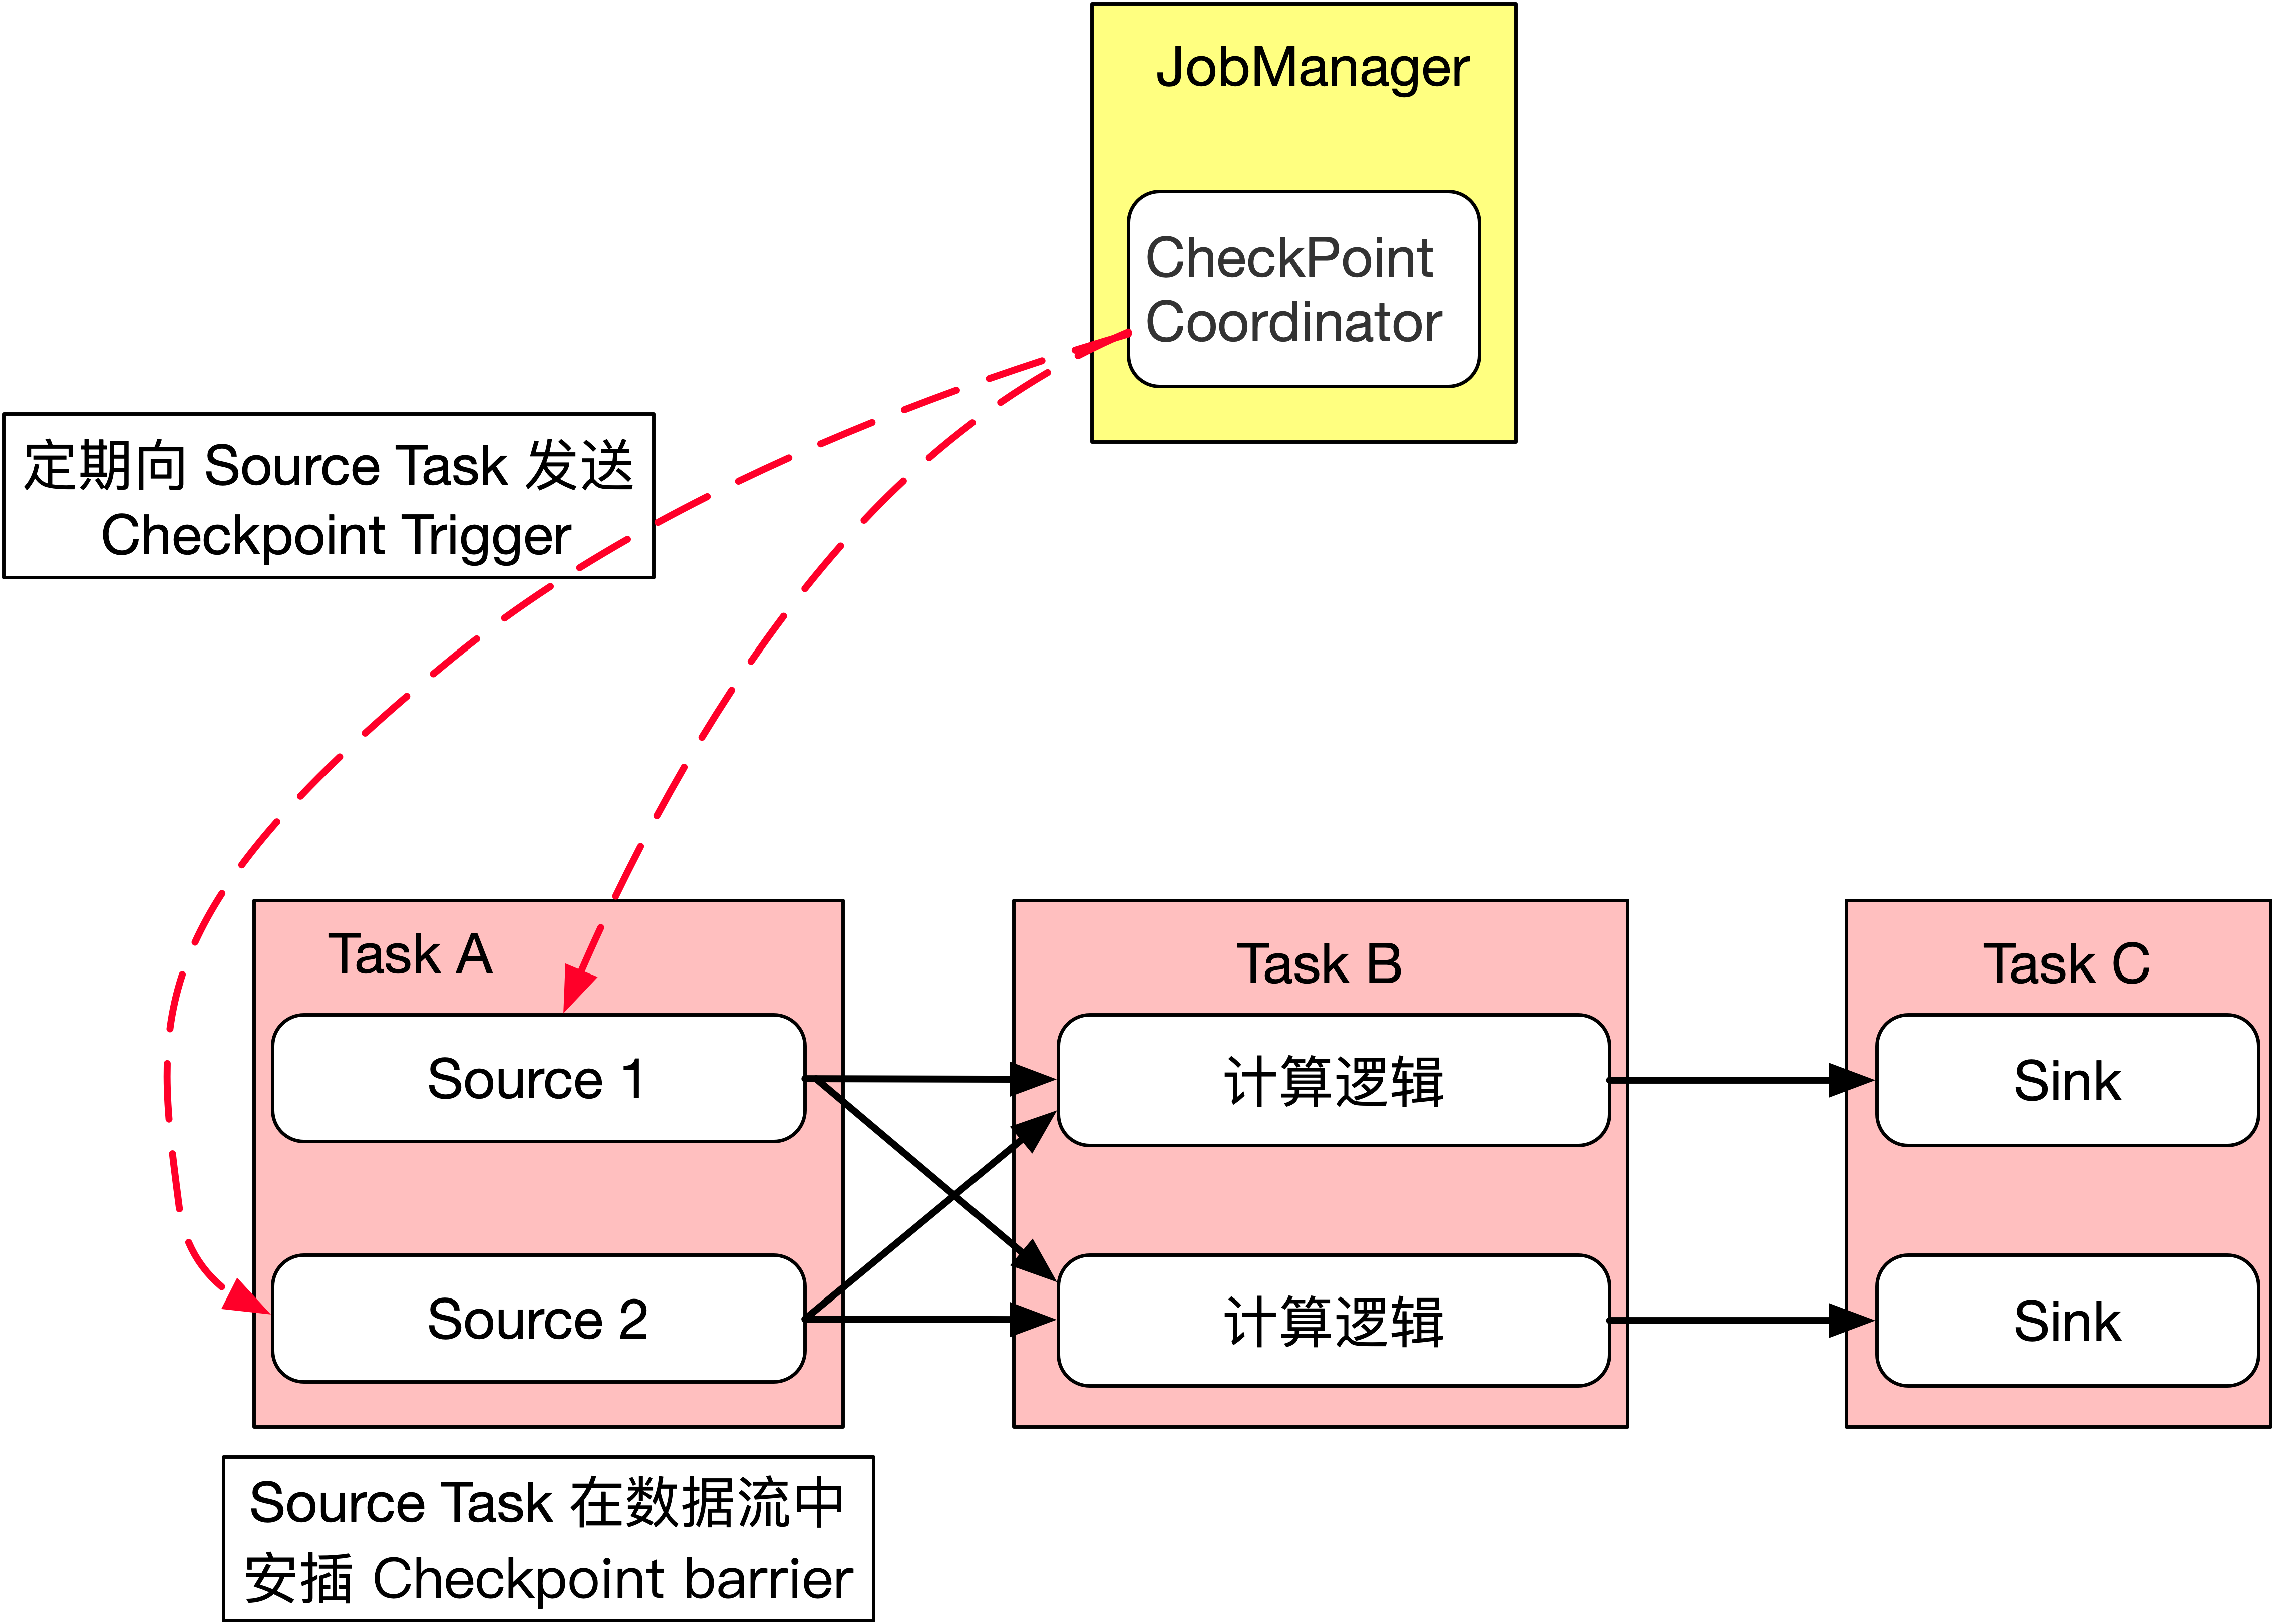 JobManager
CheckPoint
Coordinator
定期向 Source Task 发送
Checkpoint Trigger
Task A
Source 1
Source 2
Task B
计算逻辑
计算逻辑
Task C
Sink
Sink
Source Task 在数据流中
安插 Checkpoint barrier